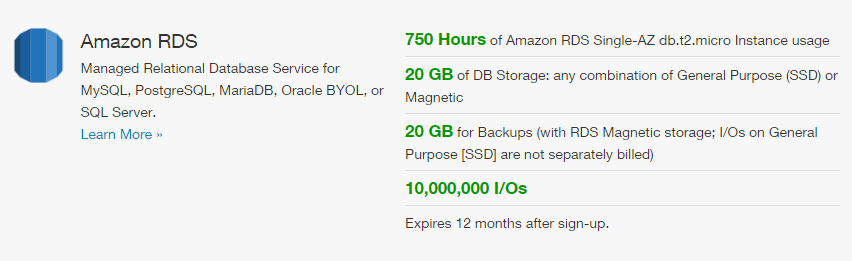 Amazon RDS
Managed Relational Database Service for
MySQL, PostgreSQL, MariaDB, Oracle BYOL, or
SQL Server.
Learn More »
750 Hours of Amazon RDS Single-AZ db.t2.micro Instance usage
20 GB of DB Storage: any combination of General Purpose (SSD) or
Magnetic
20 GB for Backups (with RDS Magnetic storage; I/Os on General
Purpose [SSD] are not separately billed)
10,000,000 I/Os
Expires 12 months after sign-up.